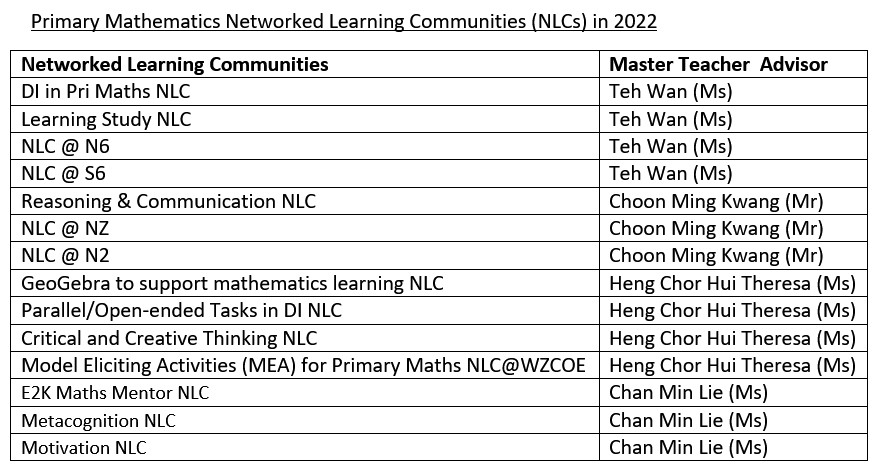 Primary Mathematics Networked Learning Communities (NLCs) in 2022
Networked Learning Communities Master Teacher Advisor
DI in Pri Maths NLC Teh Wan (Ms)
Learning Study NLC Teh Wan (Ms)
NLC @ N6 Teh Wan (Ms)
NLC @ S6 Teh Wan (Ms)
Reasoning & Communication NLC Choon Ming Kwang (Mr)
NLC @ NZ Choon Ming Kwang (Mr)
NLC @ N2 Choon Ming Kwang (Mr)
GeoGebra to support mathematics learning NLC Heng Chor Hui Theresa (Ms)
Parallel/Open-ended Tasks in DI NLC Heng Chor Hui Theresa (Ms)
Critical and Creative Thinking NLC Heng Chor Hui Theresa (Ms)
Model Eliciting Activities (MEA) for Primary Maths NLC@WZCOE Heng Chor Hui Theresa (Ms)
E2K Maths Mentor NLC Chan Min Lie (Ms)
Metacognition NLC Chan Min Lie (Ms)
Motivation NLC Chan Min Lie (Ms)